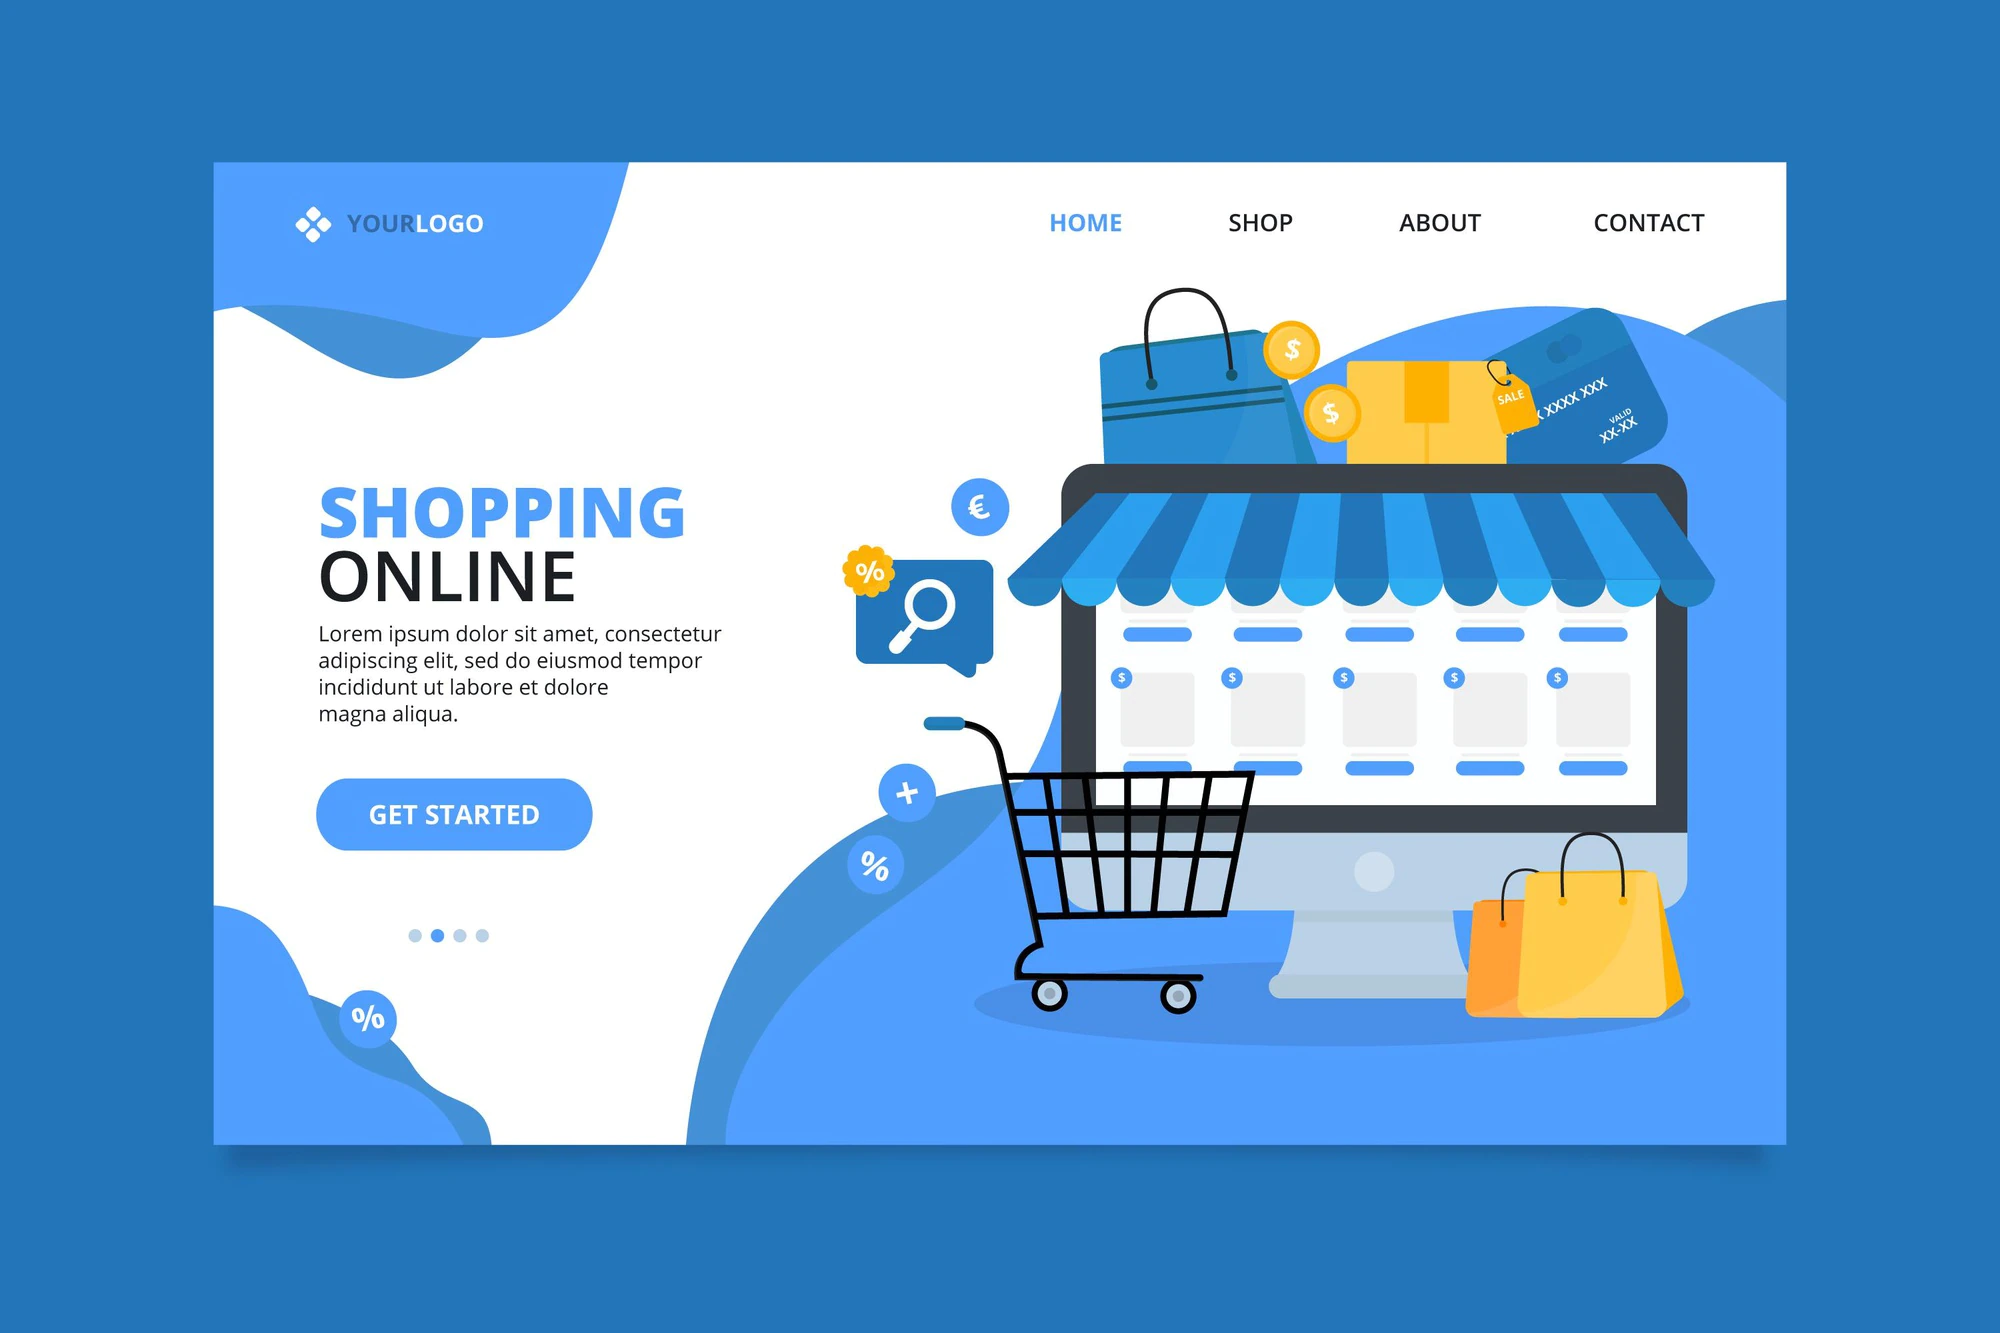 YOURLOGO
HOME SHOP ABOUT CONTACT
$
$
SALE
X XXXX XXX
VALID
XX-XX
SHOPPING
ONLINE
Lorem ipsum dolor sit amet, consectetur
adipiscing elit, sed do eiusmod tempor
incididunt ut labore et dolore
magna aliqua.
GET STARTED
€
%
$ $ $ $ $
+
%
%